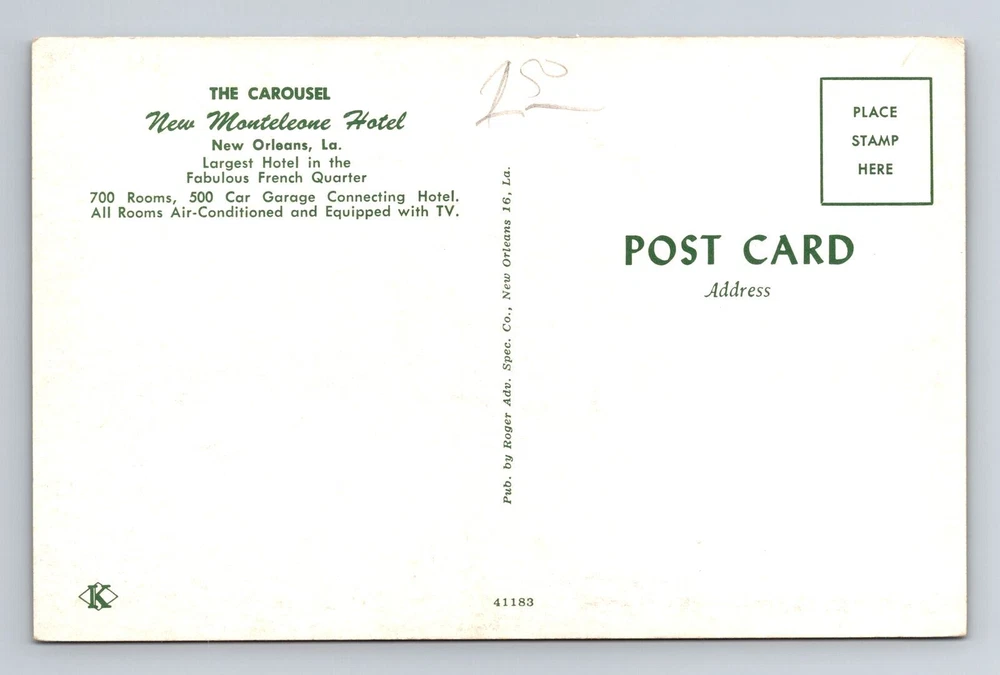 THE CAROUSEL
New Monteleone Hotel
New Orleans, La.
Largest Hotel in the
Fabulous French Quarter
700 Rooms, 500 Car Garage Connecting Hotel.
All Rooms Air-Conditioned and Equipped with TV.
150
Pub. by Roger Adv. Spec. Co., New Orleans 16, La.
PLACE
STAMP
HERE
POST CARD
Address
K
41183